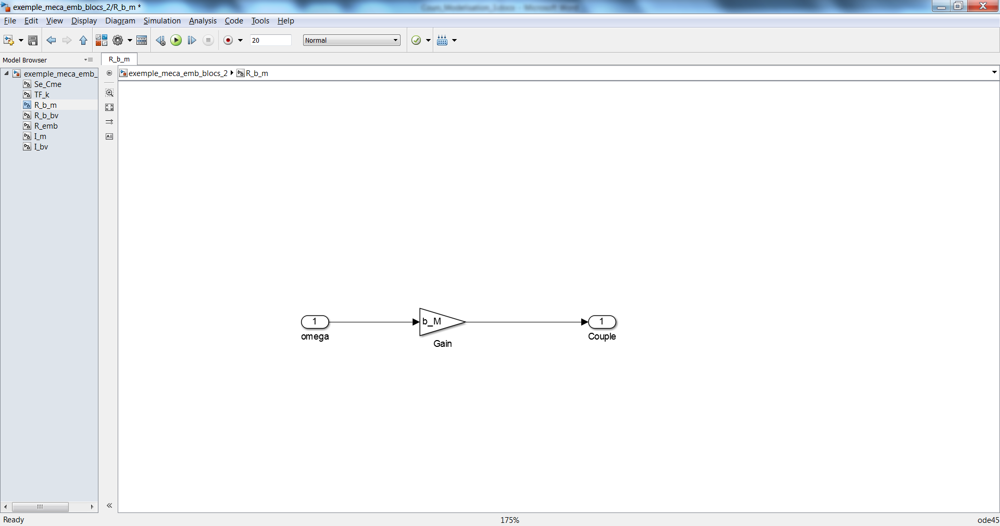 exemple_meca_emb_blocs_2/R_b_m *
File Edit View Display Diagram Simulation Analysis Code Tools Help
20 Normal
Model Browser
R_b_m
exemple_meca_emb_
Se_Cme
TF_k
R_b_m
R_b_bv
R_emb
I_m
I_bv
exemple_meca_emb_blocs_2 R_b_m
1
omega
b_M
Gain
1
Couple
Ready 175% ode45